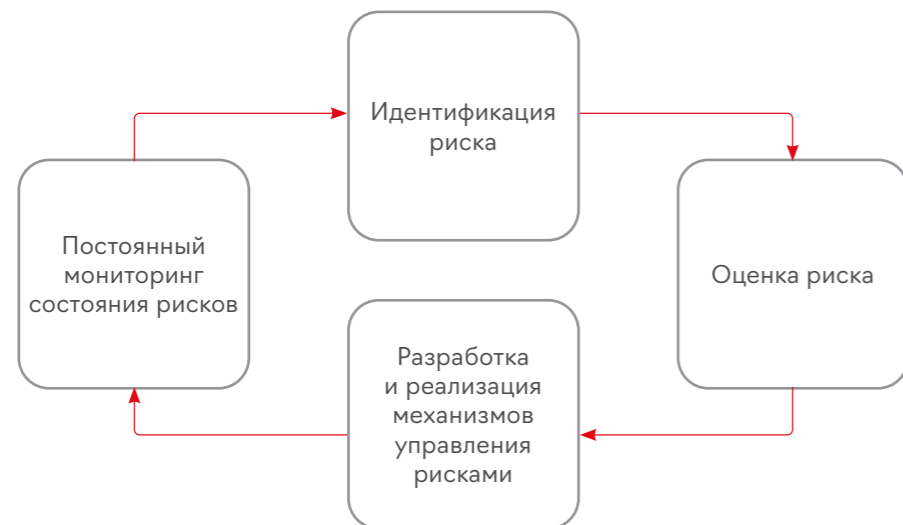 Идентификация
риска
Оценка риска
Разработка
и реализация
механизмов
управления
рисками
Постоянный
мониторинг
состояния рисков